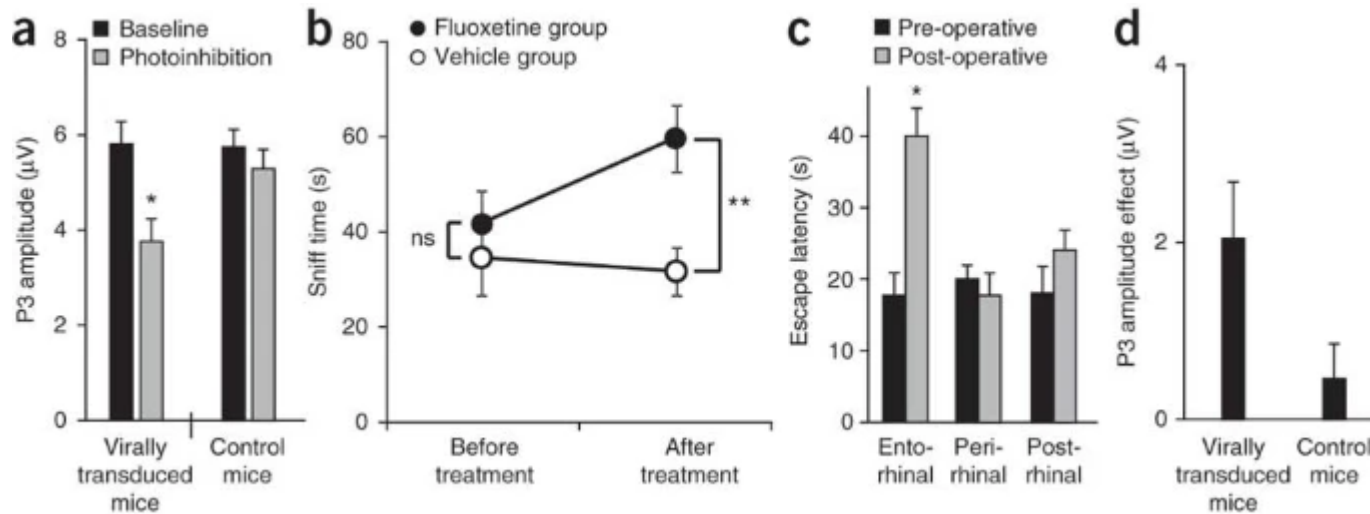 a
Baseline
Photoinhibition
P3 amplitude (μV)
8
6
4
2
0
*
Virally
transduced
mice
Control
mice
b
Fluoxetine group
Vehicle group
Sniff time (s)
80
60
40
20
0
ns
**
Before
treatment
After
treatment
c
Pre-operative
Post-operative
Escape latency (s)
40
30
20
10
0
*
Ento-
rhinal
Peri-
rhinal
Post-
rhinal
d
P3 amplitude effect (μV)
4
2
0
Virally
transduced
mice
Control
mice